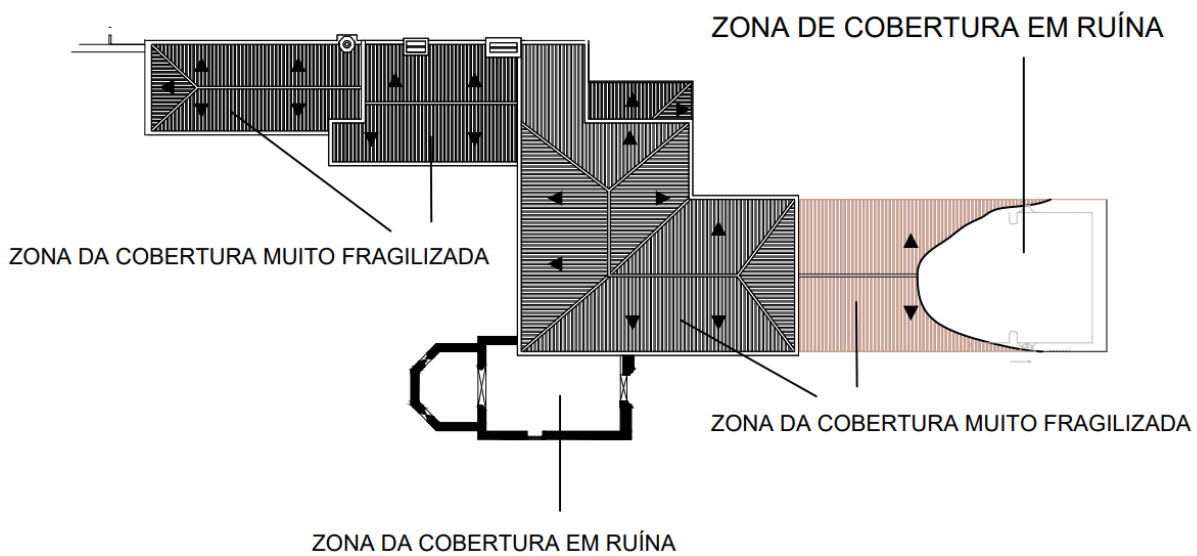 ZONA DE COBERTURA EM RUÍNA
ZONA DA COBERTURA MUITO FRAGILIZADA
ZONA DA COBERTURA MUITO FRAGILIZADA
ZONA DA COBERTURA EM RUÍNA